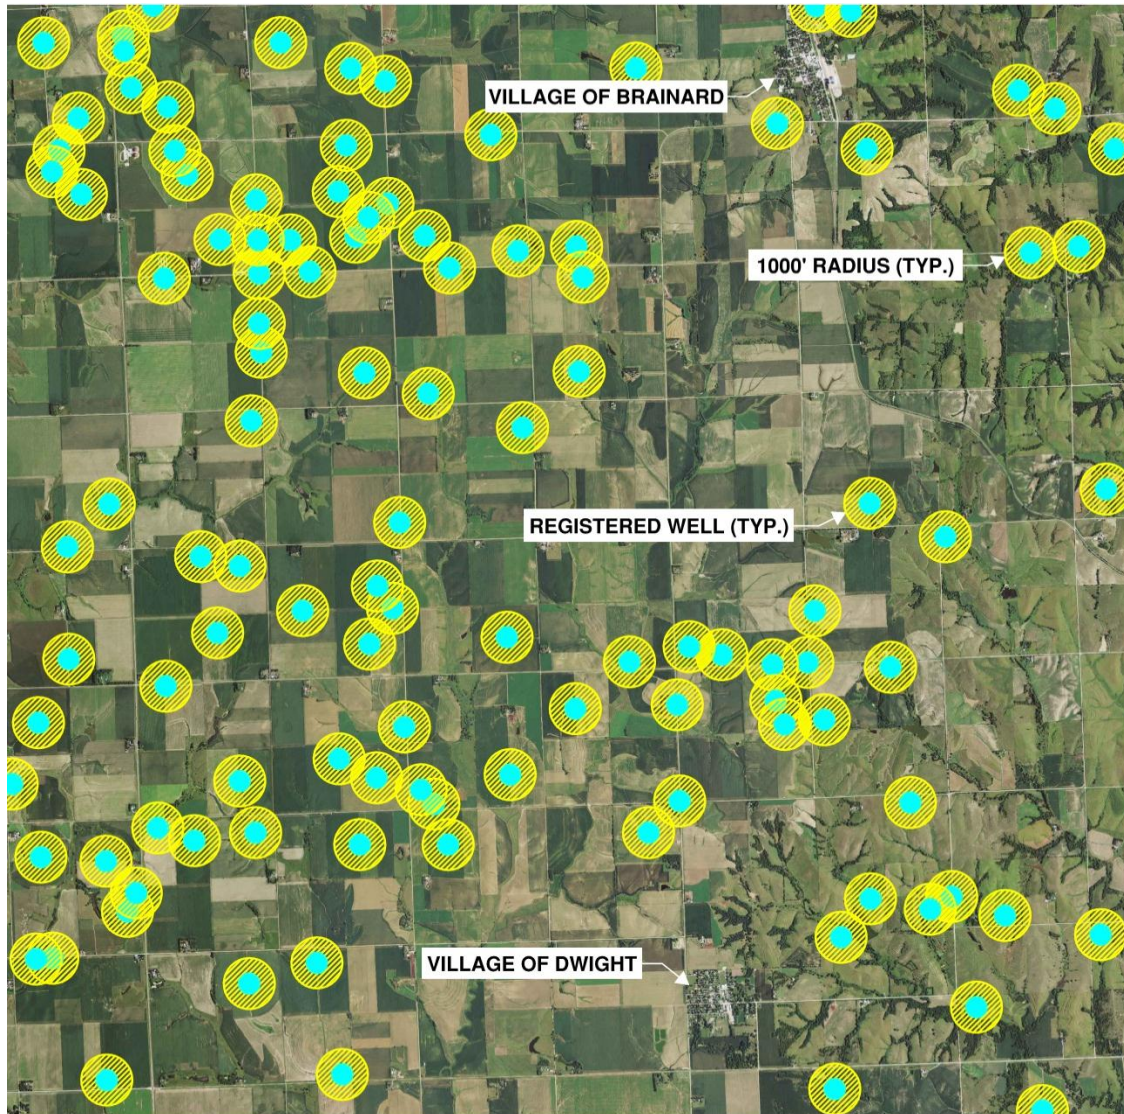 VILLAGE OF BRAINARD
1000' RADIUS (TYP.)
REGISTERED WELL (TYP.)
VILLAGE OF DWIGHT